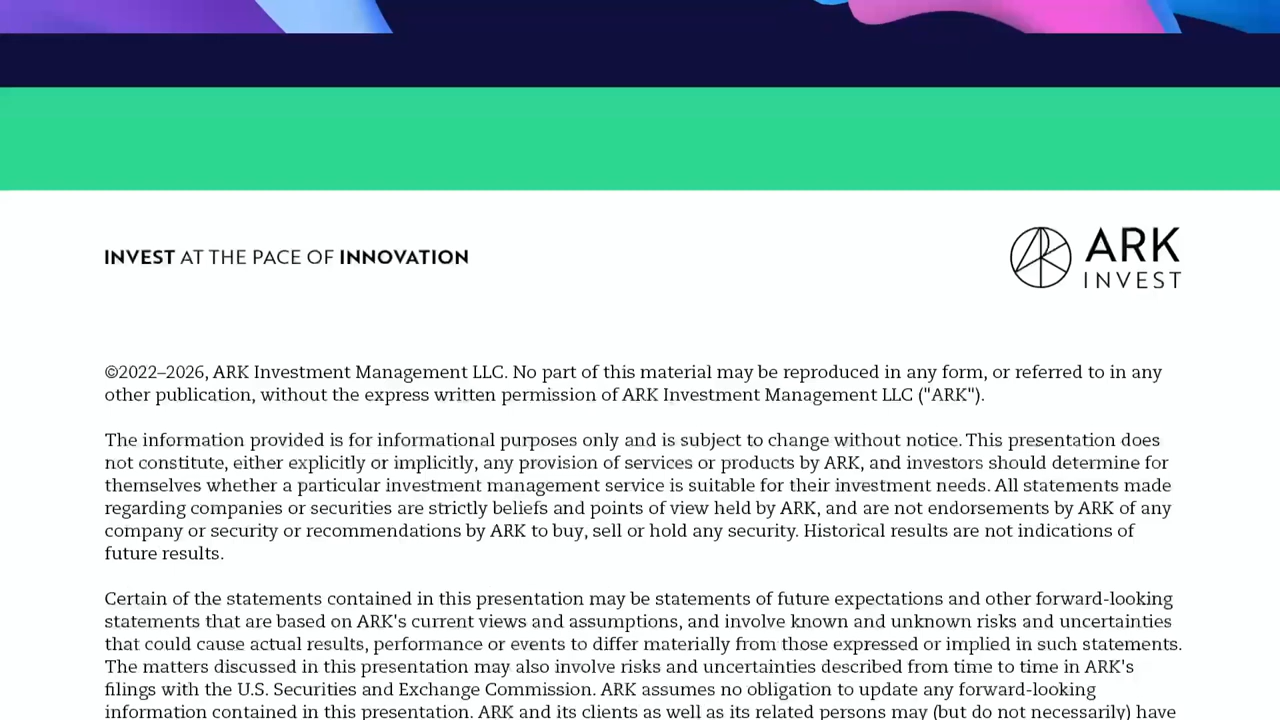 INVEST AT THE PACE OF INNOVATION
ARK
INVEST
©2022–2026, ARK Investment Management LLC. No part of this material may be reproduced in any form, or referred to in any
other publication, without the express written permission of ARK Investment Management LLC ("ARK").
The information provided is for informational purposes only and is subject to change without notice. This presentation does
not constitute, either explicitly or implicitly, any provision of services or products by ARK, and investors should determine for
themselves whether a particular investment management service is suitable for their investment needs. All statements made
regarding companies or securities are strictly beliefs and points of view held by ARK, and are not endorsements by ARK of any
company or security or recommendations by ARK to buy, sell or hold any security. Historical results are not indications of
future results.
Certain of the statements contained in this presentation may be statements of future expectations and other forward-looking
statements that are based on ARK's current views and assumptions, and involve known and unknown risks and uncertainties
that could cause actual results, performance or events to differ materially from those expressed or implied in such statements.
The matters discussed in this presentation may also involve risks and uncertainties described from time to time in ARK's
filings with the U.S. Securities and Exchange Commission. ARK assumes no obligation to update any forward-looking
information contained in this presentation. ARK and its clients as well as its related persons may (but do not necessarily) have